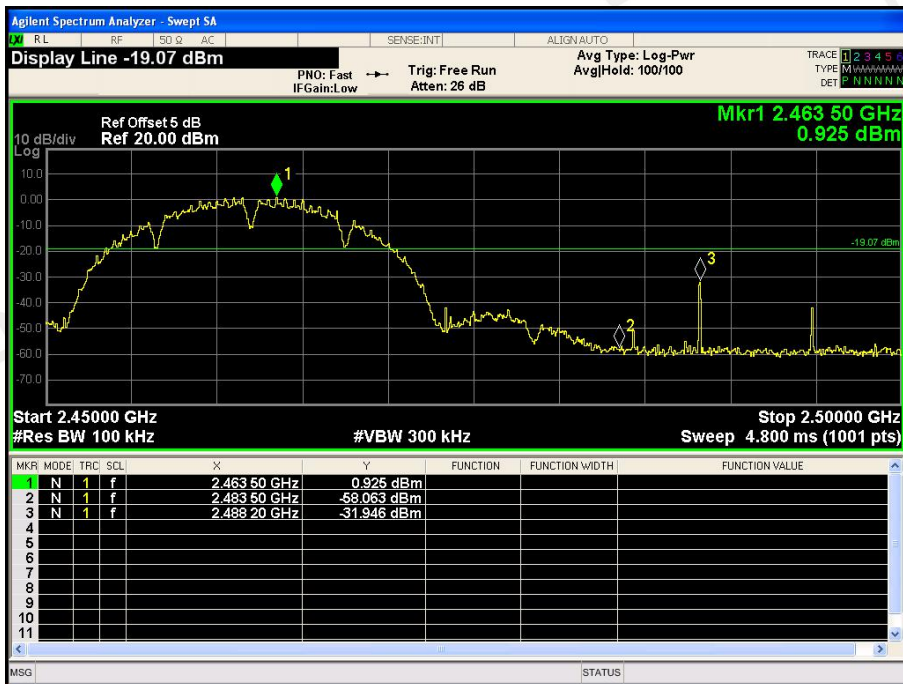 Agilent Spectrum Analyzer - Swept SA
LXI RL RF 50 Ω AC SENSE:INT ALIGNAUTO
Display Line -19.07 dBm
PNO: Fast Trig: Free Run Avg Type: Log-Pwr TRACE 1 2 3 4 5 6
IFGain:Low Atten: 26 dB Avg|Hold: 100/100 TYPE M WWWWW
DET P N N N N N
Mkr1 2.463 50 GHz
0.925 dBm
Ref Offset 5 dB
10 dB/div Ref 20.00 dBm
Log
10.0
1
0.00
-10.0
-19.07 dBm
-20.0
3
-30.0
-40.0
-50.0
2
-60.0
-70.0
Start 2.45000 GHz Stop 2.50000 GHz
#Res BW 100 kHz #VBW 300 kHz Sweep 4.800 ms (1001 pts)
MKR MODE TRC SCL X Y FUNCTION FUNCTION WIDTH FUNCTION VALUE
1 N 1 f 2.463 50 GHz 0.925 dBm
2 N 1 f 2.483 50 GHz -58.063 dBm
3 N 1 f 2.488 20 GHz -31.946 dBm
4
5
6
7
8
9
10
11
MSG STATUS